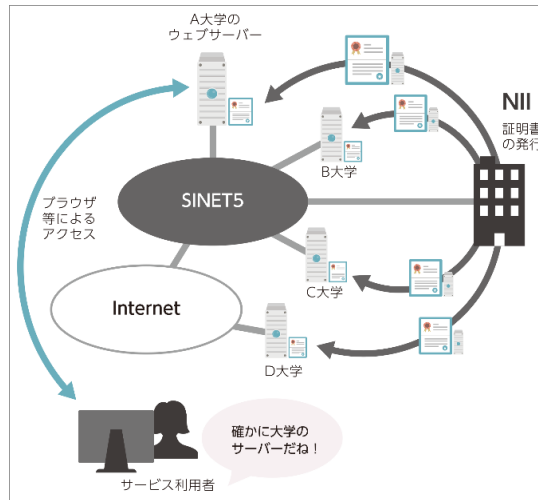 A大学の
ウェブサーバー
NII
証明書
の発行
B大学
SINET5
ブラウザ
等による
アクセス
C大学
Internet
D大学
確かに大学の
サーバーだね！
サービス利用者